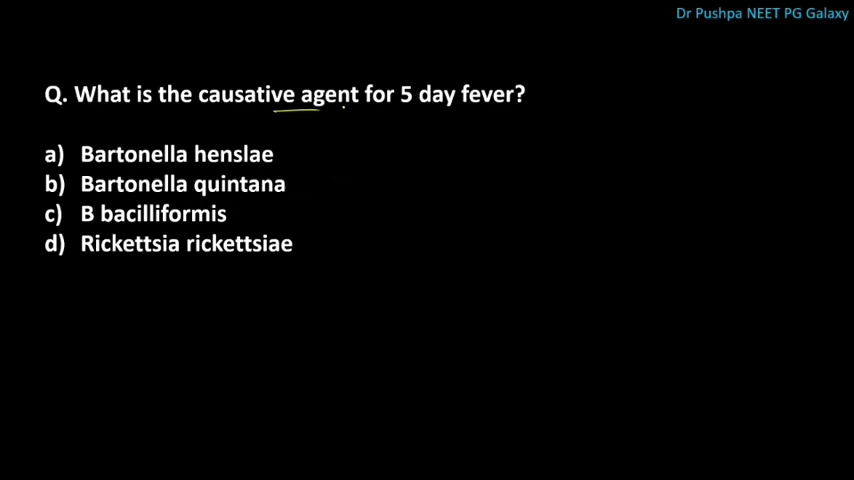 Dr Pushpa NEET PG Galaxy
Q. What is the causative agent for 5 day fever?
a) Bartonella henslae
b) Bartonella quintana
c) B bacilliformis
d) Rickettsia rickettsiae